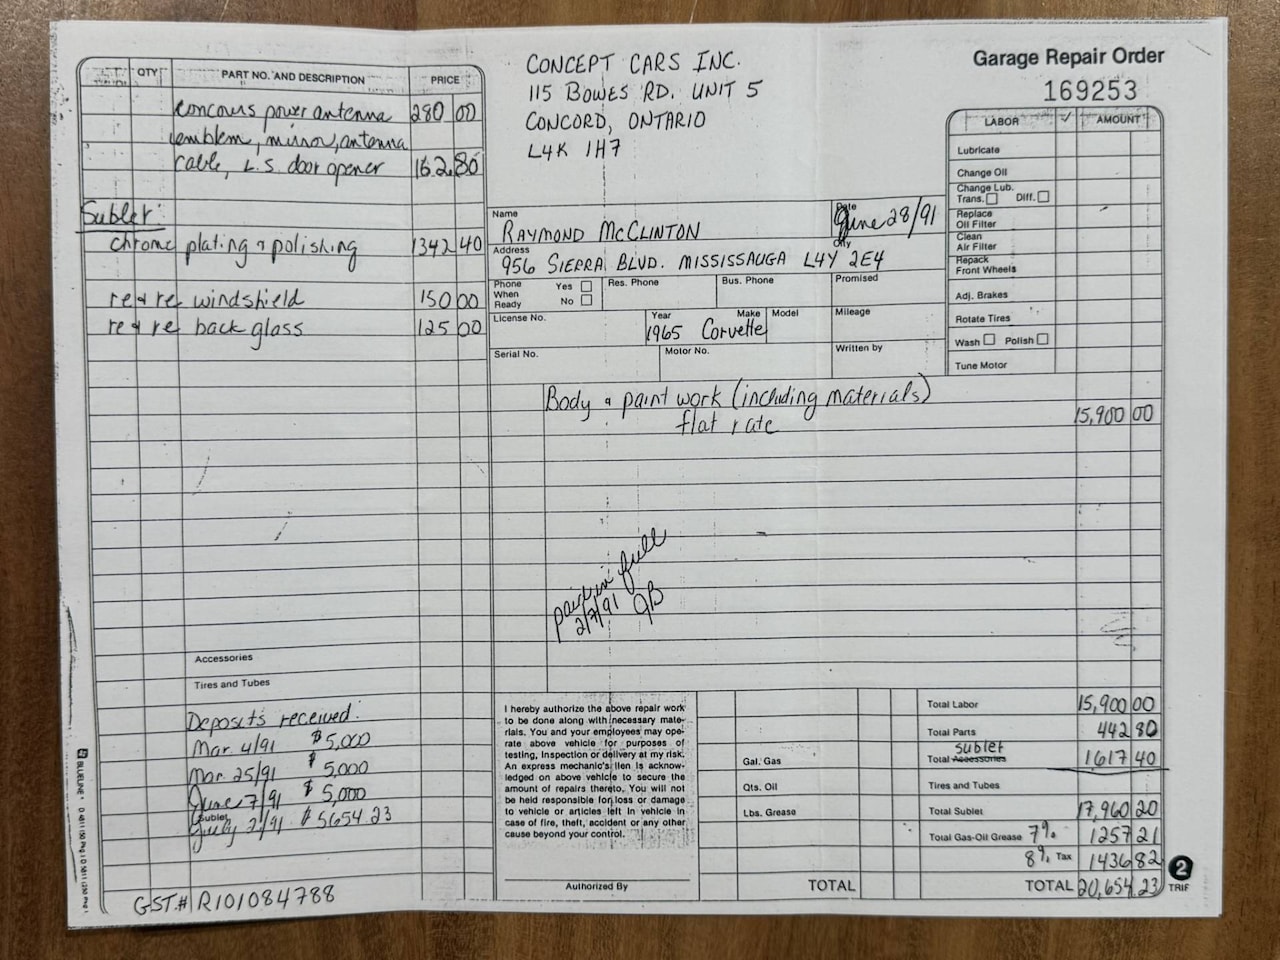 Garage Repair Order
169253
CONCEPT CARS INC.
115 BOWES RD. UNIT 5
CONCORD, ONTARIO
L4K 1H7
QTY PART NO. AND DESCRIPTION PRICE
concours power antenna 280 00
emblem, mirror, antenna
cable, L.S. door opener 162 80
Sublet:
chrome plating & polishing 1342 40
re & re windshield 150 00
re & re back glass 125 00
Accessories
Tires and Tubes
Deposits received:
Mar. 4/91 $5,000
Mar. 25/91 $5,000
June 7/91 $5,000
Sublet
July 2/91 $5654.23
GST.# R101084788
Name RAYMOND McCLINTON
Date June 28/91
Address 956 SIERRA BLVD. MISSISSAUGA L4Y 2E4
City
Phone When Ready Yes No
Res. Phone
Bus. Phone
Promised
License No.
Year 1965
Make Corvette
Model
Mileage
Serial No.
Motor No.
Written by
LABOR ✓ AMOUNT
Lubricate
Change Oil
Change Lub.
Trans. Diff.
Replace
Oil Filter
Clean
Air Filter
Repack
Front Wheels
Adj. Brakes
Rotate Tires
Wash Polish
Tune Motor
Body & paint work (including materials)
flat rate 15,900 00
paid in full
2/7/91 JB
I hereby authorize the above repair work
to be done along with necessary mate-
rials. You and your employees may ope-
rate above vehicle for purposes of
testing, inspection or delivery at my risk.
An express mechanic's lien is acknow-
ledged on above vehicle to secure the
amount of repairs thereto. You will not
be held responsible for loss or damage
to vehicle or articles left in vehicle in
case of fire, theft, accident or any other
cause beyond your control.
Authorized By
Gal. Gas
Qts. Oil
Lbs. Grease
TOTAL
Total Labor 15,900 00
Total Parts 442 80
Sublet
Total Accessories 1617 40
Tires and Tubes
Total Sublet 17,960 20
Total Gas-Oil Grease 7% 1257 21
8% Tax 1436 82
TOTAL 20,654 23
2
TRIF
BLUELINE